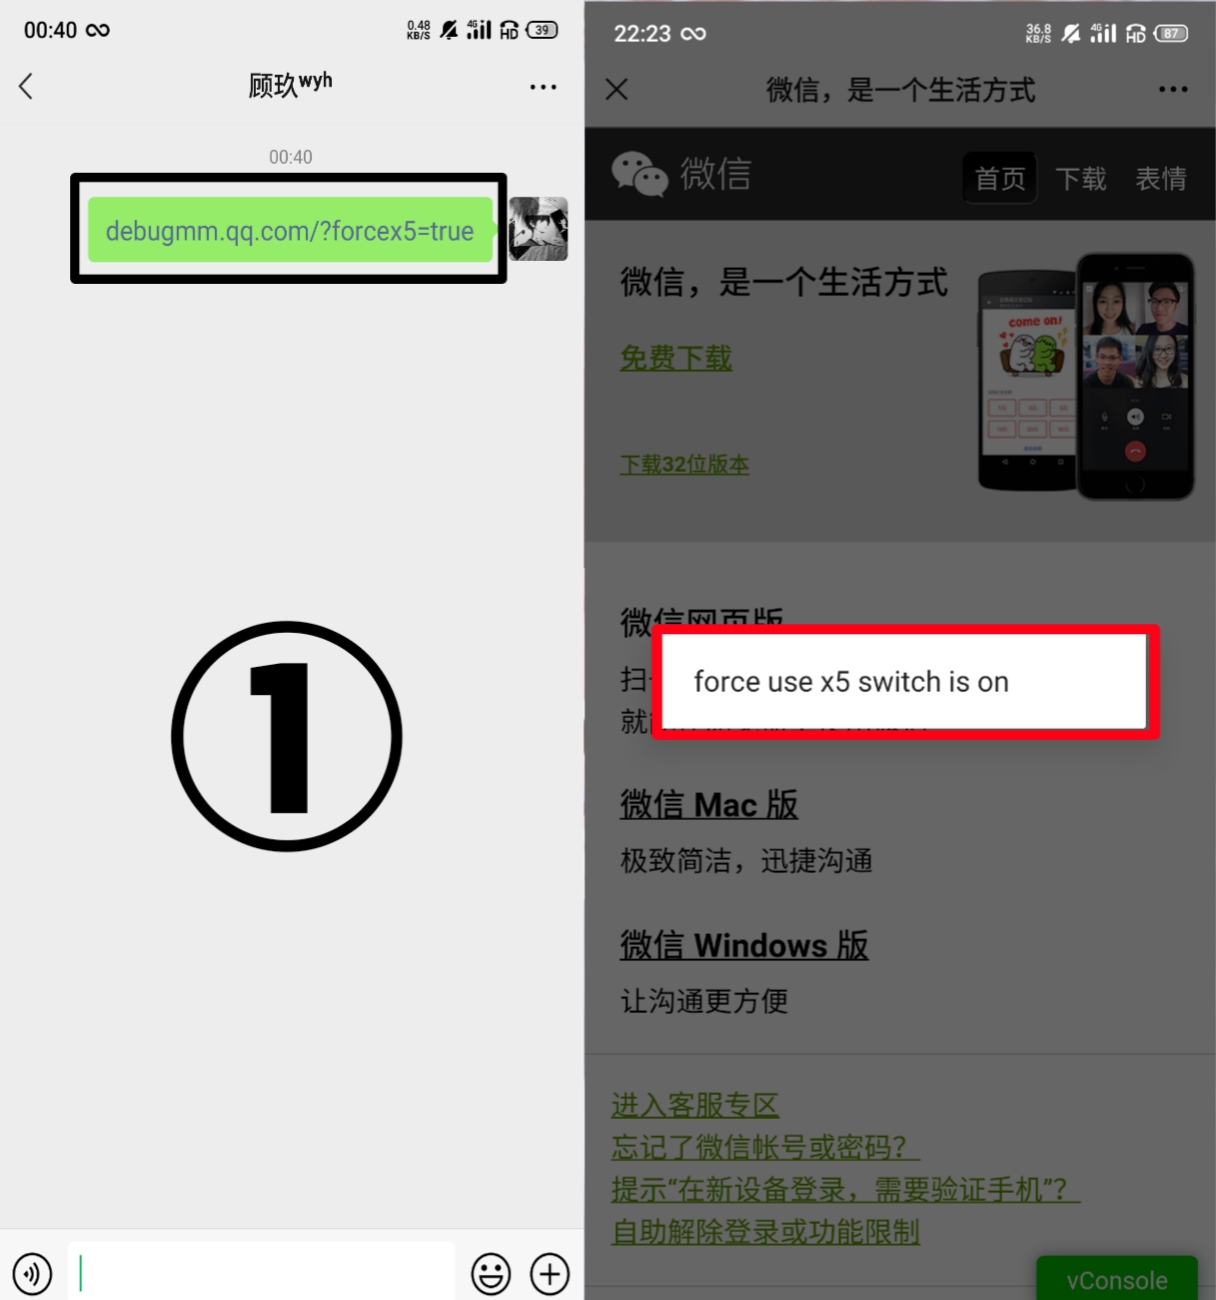 00:40
0.48
KB/S
4G
HD
39
顾玖ʷʸʰ
00:40
debugmm.qq.com/?forcex5=true
1
22:23
36.8
KB/S
4G
HD
87
微信，是一个生活方式
微信
首页 下载 表情
微信，是一个生活方式
免费下载
下载32位版本
come on!
微信网页版
扫
就
force use x5 switch is on
微信 Mac 版
极致简洁，迅捷沟通
微信 Windows 版
让沟通更方便
进入客服专区
忘记了微信帐号或密码？
提示“在新设备登录，需要验证手机”？
自助解除登录或功能限制
vConsole